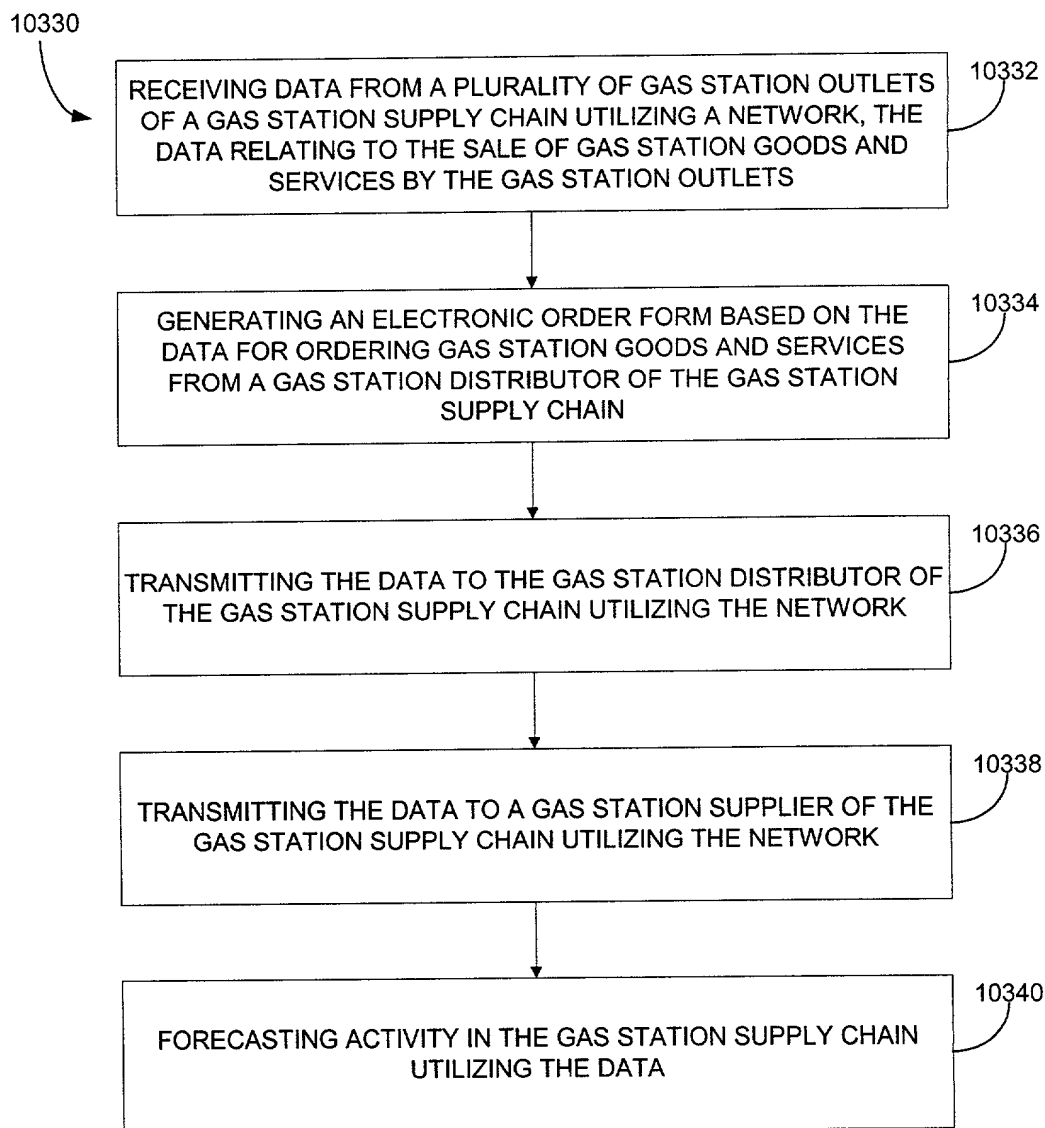 10330
RECEIVING DATA FROM A PLURALITY OF GAS STATION OUTLETS
OF A GAS STATION SUPPLY CHAIN UTILIZING A NETWORK, THE
DATA RELATING TO THE SALE OF GAS STATION GOODS AND
SERVICES BY THE GAS STATION OUTLETS
10332
GENERATING AN ELECTRONIC ORDER FORM BASED ON THE
DATA FOR ORDERING GAS STATION GOODS AND SERVICES
FROM A GAS STATION DISTRIBUTOR OF THE GAS STATION
SUPPLY CHAIN
10334
TRANSMITTING THE DATA TO THE GAS STATION DISTRIBUTOR OF
THE GAS STATION SUPPLY CHAIN UTILIZING THE NETWORK
10336
TRANSMITTING THE DATA TO A GAS STATION SUPPLIER OF THE
GAS STATION SUPPLY CHAIN UTILIZING THE NETWORK
10338
FORECASTING ACTIVITY IN THE GAS STATION SUPPLY CHAIN
UTILIZING THE DATA
10340